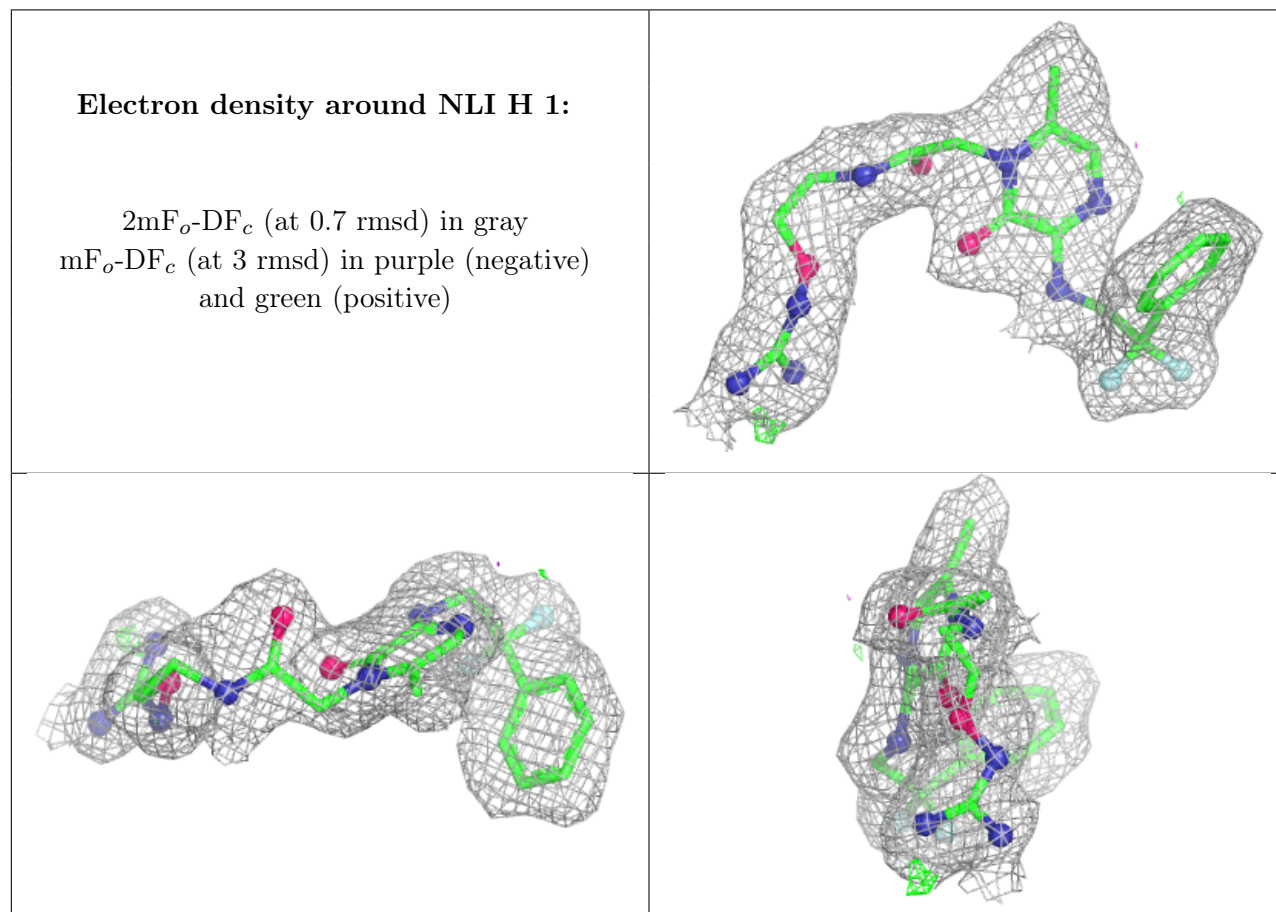 Electron density around NLI H 1:
2mFo-DFc (at 0.7 rmsd) in gray
mFo-DFc (at 3 rmsd) in purple (negative)
and green (positive)